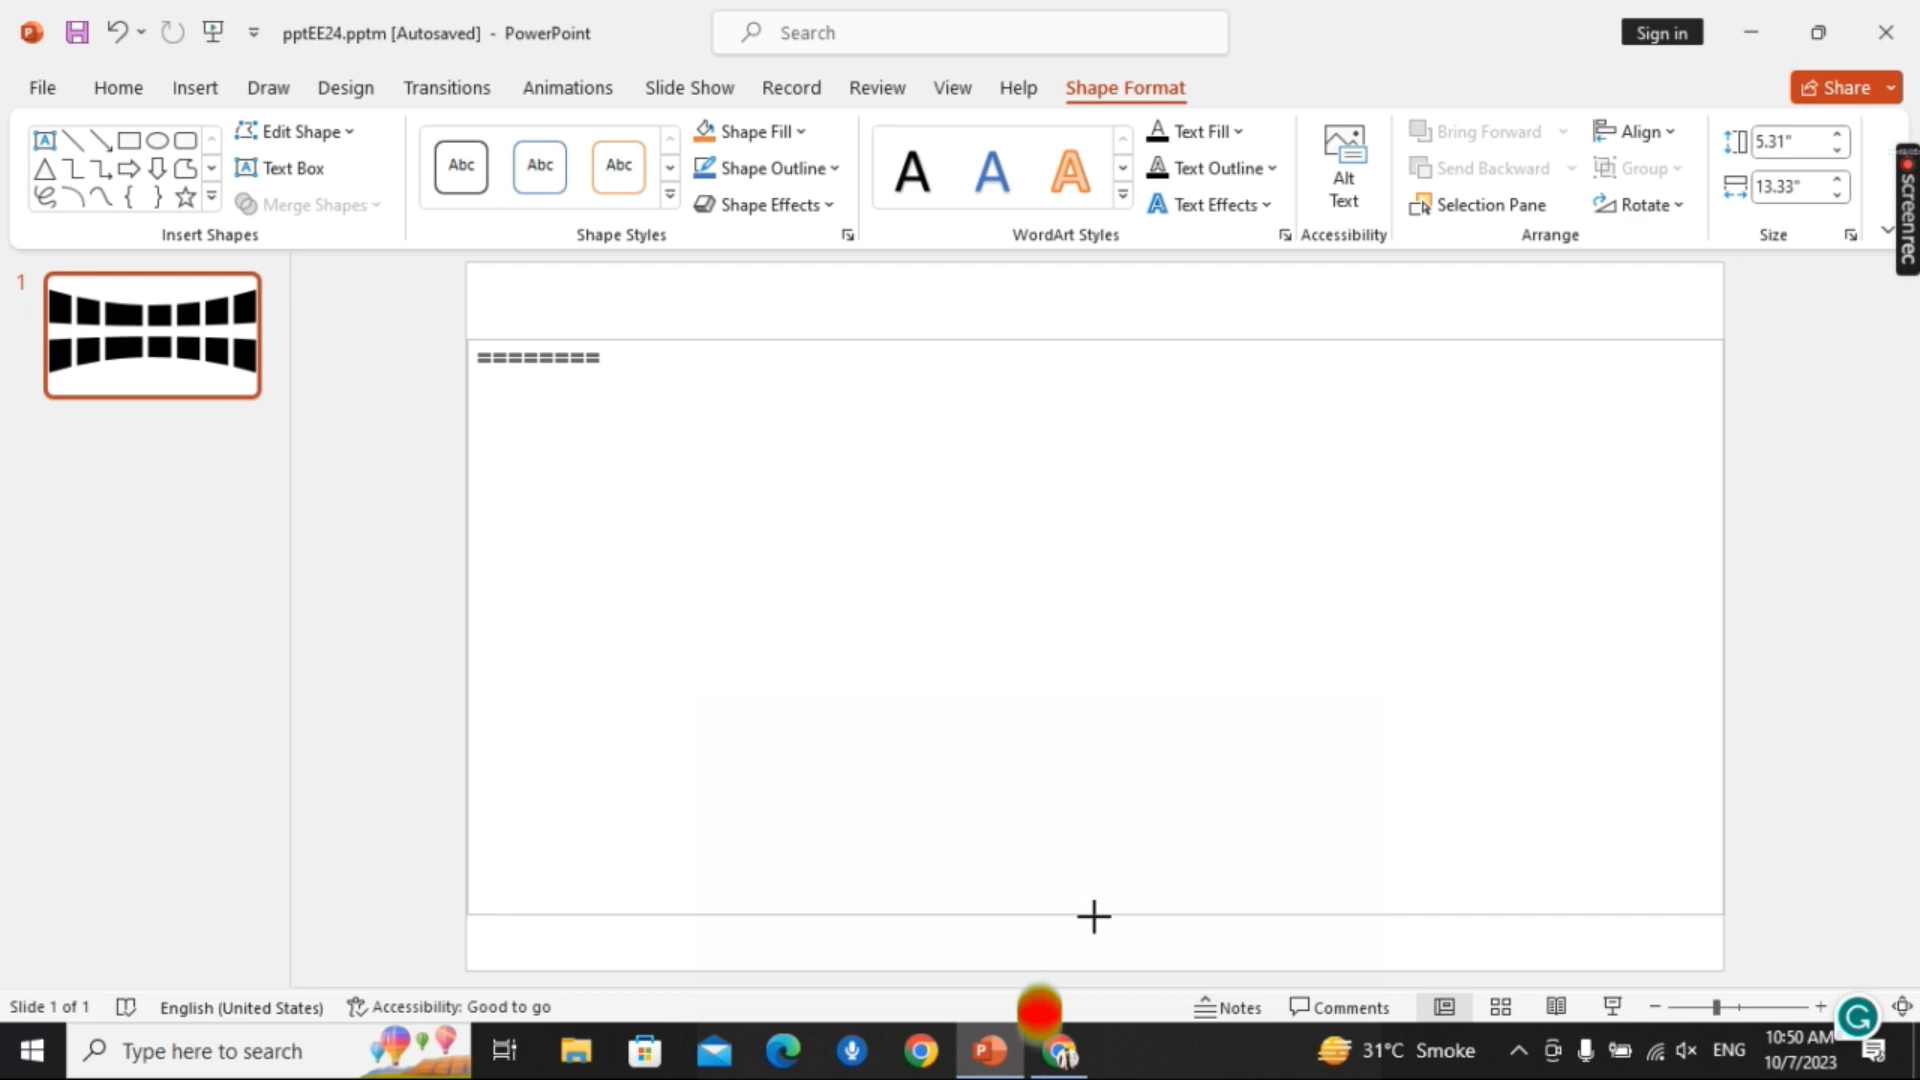 pptEE24.pptm [Autosaved] - PowerPoint
Search
Sign in
File Home Insert Draw Design Transitions Animations Slide Show Record Review View Help Shape Format
Share
Edit Shape
Text Box
Merge Shapes
Insert Shapes
Abc Abc Abc
Shape Fill
Shape Outline
Shape Effects
Shape Styles
A A A
Text Fill
Text Outline
Text Effects
WordArt Styles
Alt
Text
Accessibility
Bring Forward
Send Backward
Selection Pane
Align
Group
Rotate
Arrange
5.31"
13.33"
Size
screenrec
1
========
Slide 1 of 1
English (United States)
Accessibility: Good to go
Notes
Comments
Type here to search
31°C Smoke
ENG
10:50 AM
10/7/2023